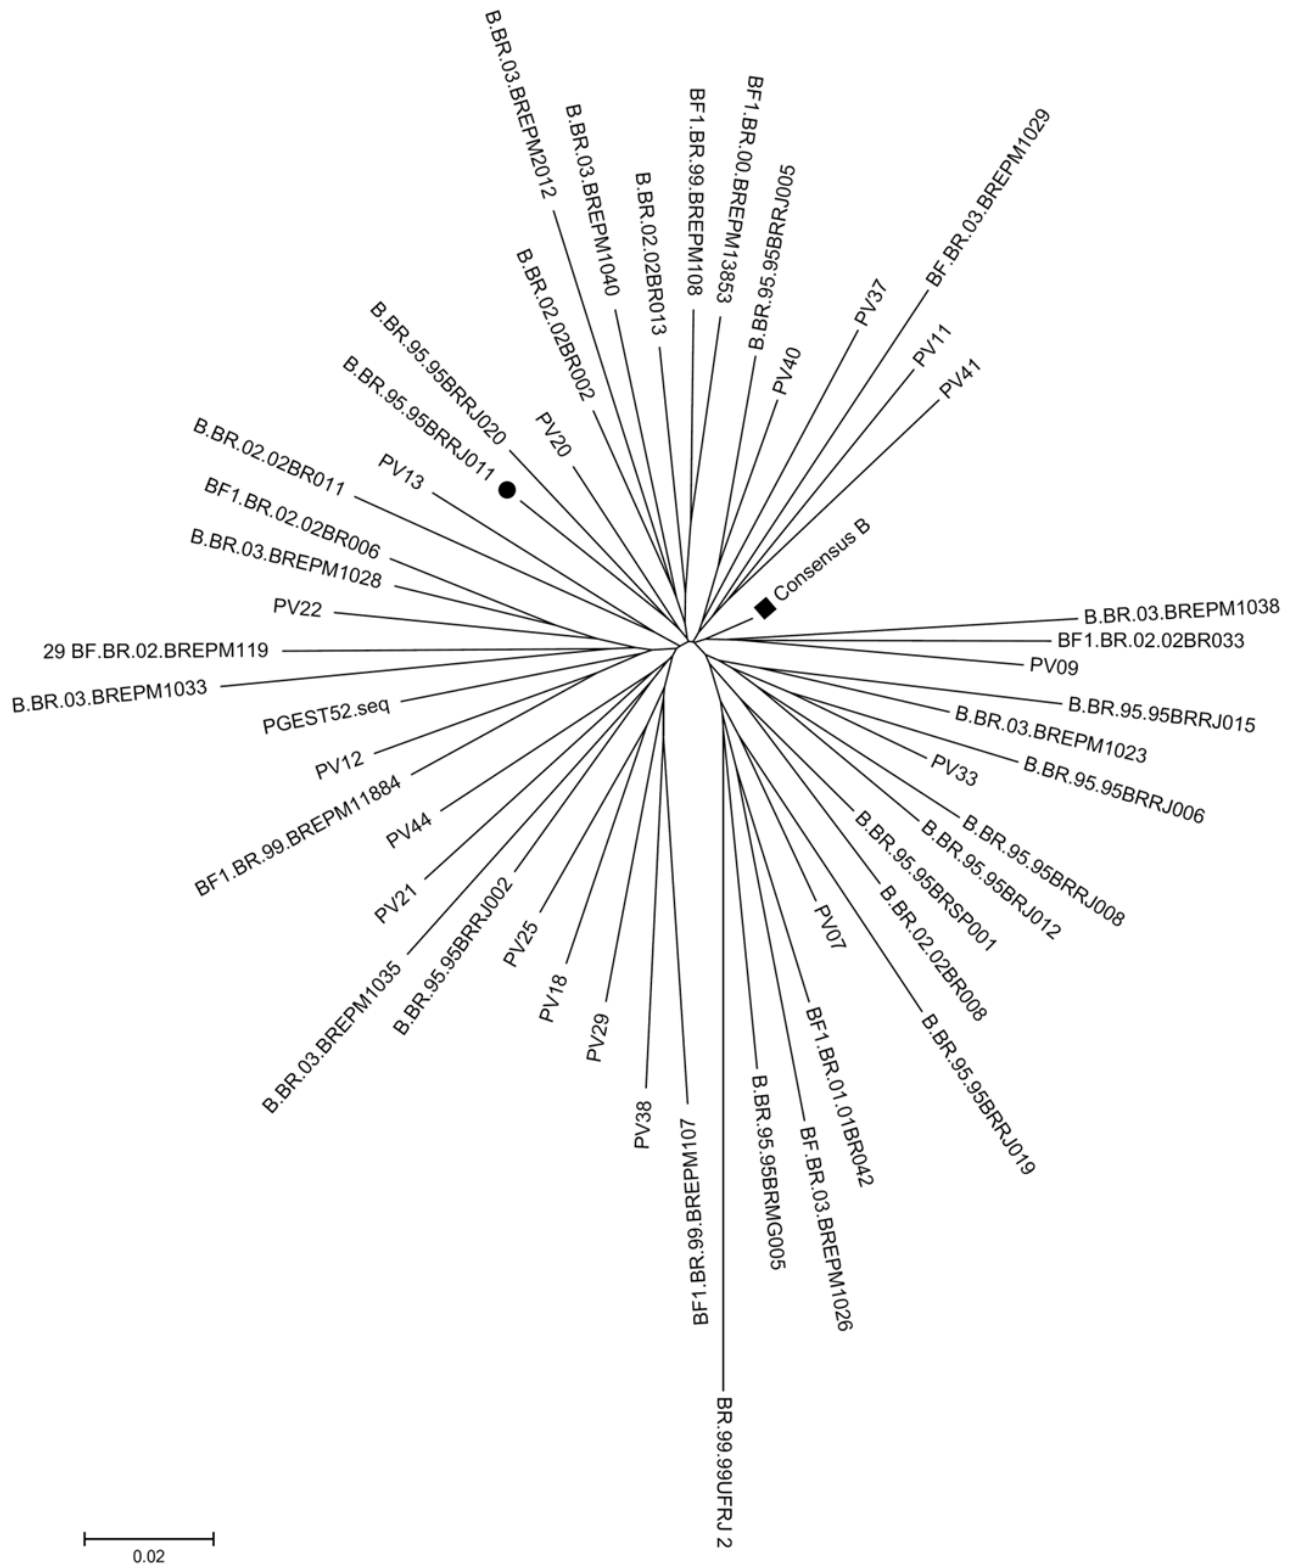 B.BR.03.BREPM2012
B.BR.03.BREPM1040
B.BR.02.02BR013
BF1.BR.99.BREPM108
BF1.BR.00.BREPM13853
B.BR.95.95BRRJ005
PV40
PV37
BF.BR.03.BREPM1029
PV11
PV41
Consensus B
B.BR.03.BREPM1038
BF1.BR.02.02BR033
PV09
B.BR.95.95BRRJ015
B.BR.03.BREPM1023
B.BR.95.95BRRJ006
PV33
B.BR.95.95BRRJ008
B.BR.95.95BRJ012
B.BR.95.95BRSP001
B.BR.02.02BR008
B.BR.95.95BRRJ019
PV07
BF1.BR.01.01BR042
BF.BR.03.BREPM1026
B.BR.95.95BRMG005
BR.99.99UFRJ 2
BF1.BR.99.BREPM107
PV38
PV29
PV18
PV25
B.BR.95.95BRRJ002
B.BR.03.BREPM1035
PV21
PV44
BF1.BR.99.BREPM11884
PV12
PGEST52.seq
B.BR.03.BREPM1033
29 BF.BR.02.BREPM119
PV22
B.BR.03.BREPM1028
BF1.BR.02.02BR006
B.BR.02.02BR011
PV13
B.BR.95.95BRRJ011
B.BR.95.95BRRJ020
PV20
B.BR.02.02BR002
0.02